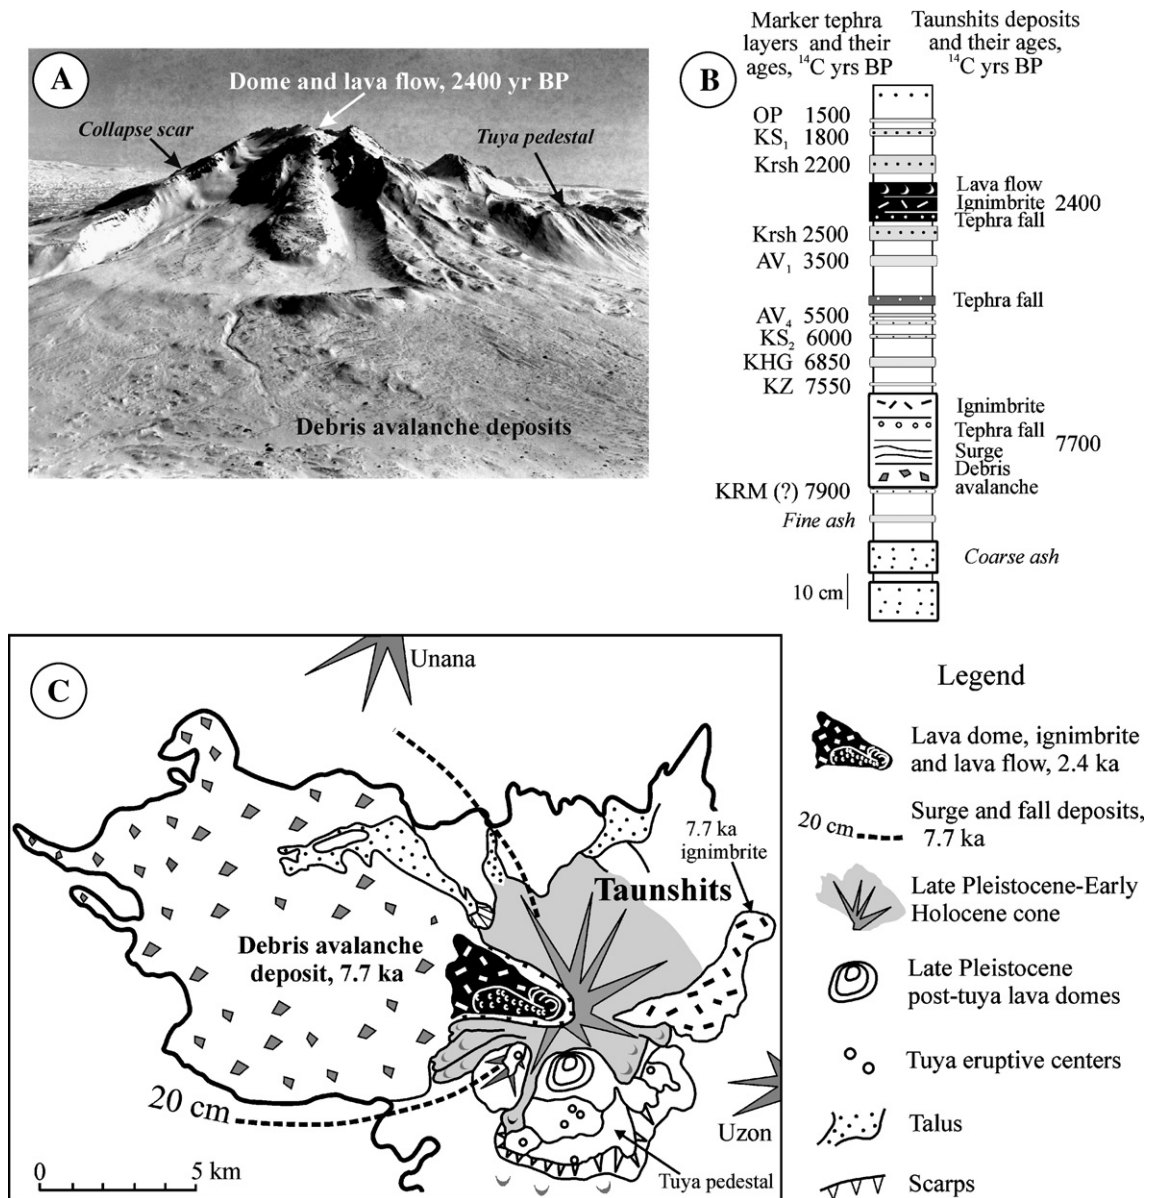 A
Dome and lava flow, 2400 yr BP
Collapse scar
Tuya pedestal
Debris avalanche deposits
B
Marker tephra
layers and their
ages, ¹⁴C yrs BP
Taunshits deposits
and their ages,
¹⁴C yrs BP
OP 1500
KS₁ 1800
Krsh 2200
Lava flow
Ignimbrite 2400
Tephra fall
Krsh 2500
AV₁ 3500
Tephra fall
AV₄ 5500
KS₂ 6000
KHG 6850
KZ 7550
Ignimbrite
Tephra fall
7700
Surge
Debris
avalanche
KRM (?) 7900
Fine ash
Coarse ash
10 cm
C
Unana
7.7 ka
ignimbrite
Taunshits
Debris avalanche
deposit, 7.7 ka
20 cm
Uzon
Tuya pedestal
0 5 km
Legend
Lava dome, ignimbrite
and lava flow, 2.4 ka
20 cm
Surge and fall deposits,
7.7 ka
Late Pleistocene-Early
Holocene cone
Late Pleistocene
post-tuya lava domes
Tuya eruptive centers
Talus
Scarps